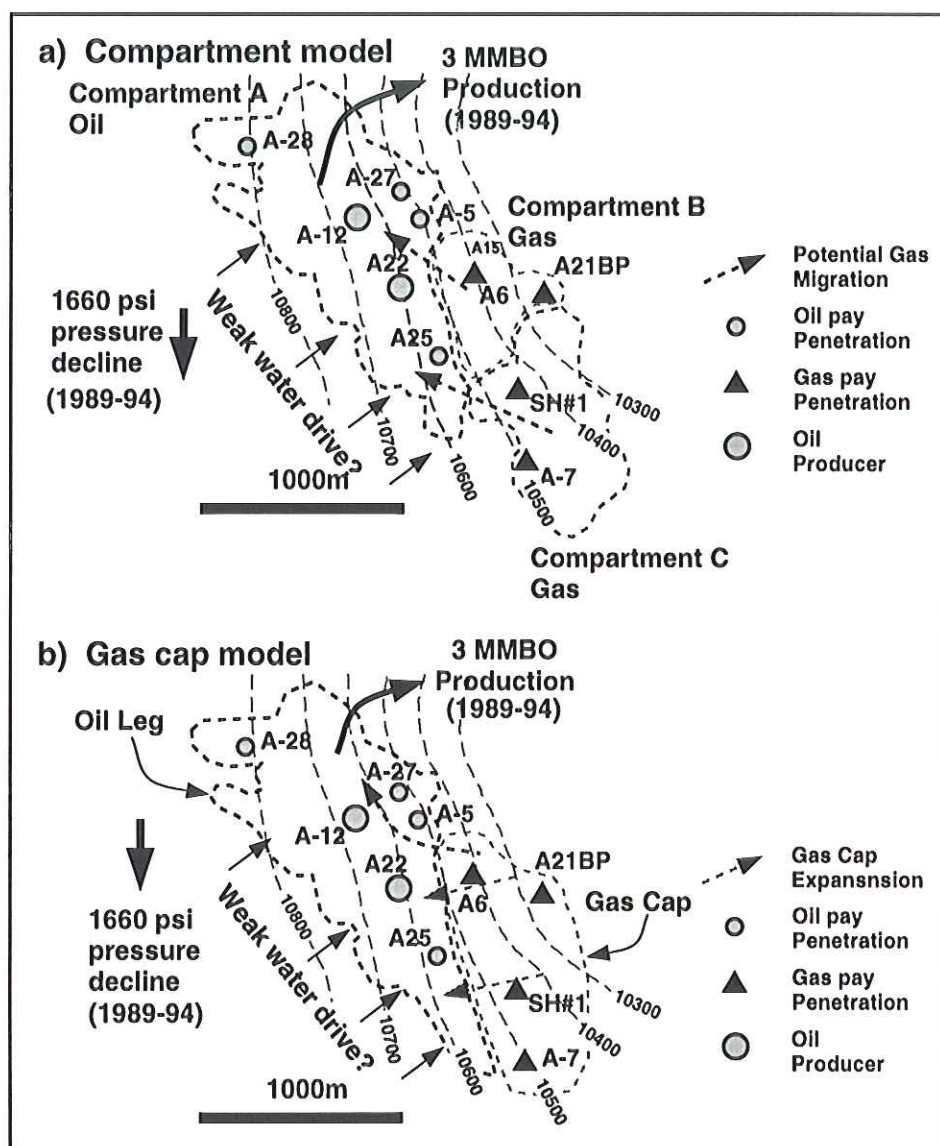 a) Compartment model
3 MMBO
Production
(1989-94)
Compartment A
Oil
A-28
A-27
A-5
A-12
Compartment B
Gas
A15
A22
A6
A21BP
1660 psi
pressure
decline
(1989-94)
Weak water drive?
10800
A25
SH#1
10300
10400
10700
10600
A-7
10500
1000m
Compartment C
Gas
Potential Gas
Migration
Oil pay
Penetration
Gas pay
Penetration
Oil
Producer
b) Gas cap model
3 MMBO
Production
(1989-94)
Oil Leg
A-28
A-27
A-5
A-12
A22
A6
A21BP
Gas Cap
1660 psi
pressure
decline
(1989-94)
Weak water drive?
10800
A25
SH#1
10300
10400
10700
10600
A-7
10500
1000m
Gas Cap
Expansnsion
Oil pay
Penetration
Gas pay
Penetration
Oil
Producer